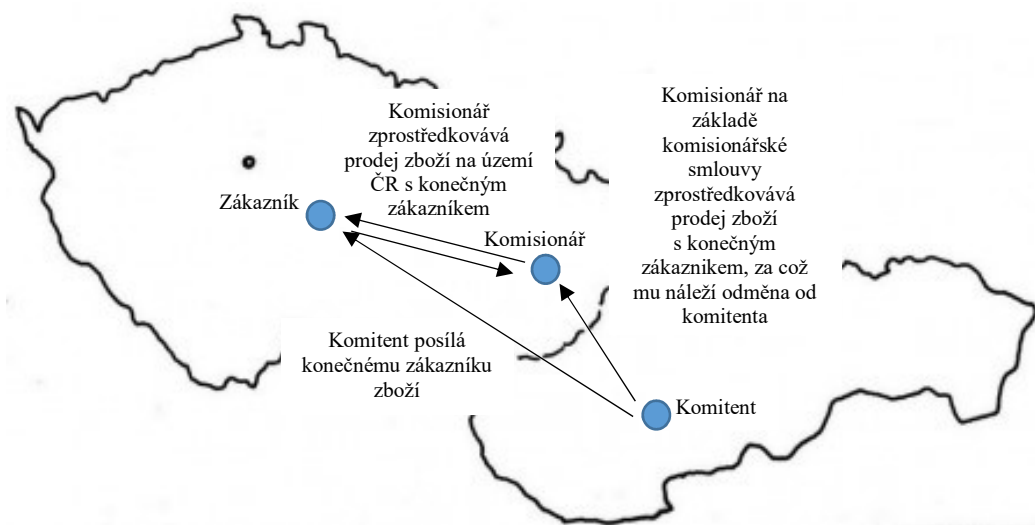 Komisionář
zprostředkovává
prodej zboží na území
ČR s konečným
zákazníkem
Komisionář na
základě
komisionářské
smlouvy
zprostředkovává
prodej zboží
s konečným
zákaznikem, za což
mu náleží odměna od
komitenta
Zákazník
Komisionář
Komitent posílá
konečnému zákazníku
zboží
Komitent